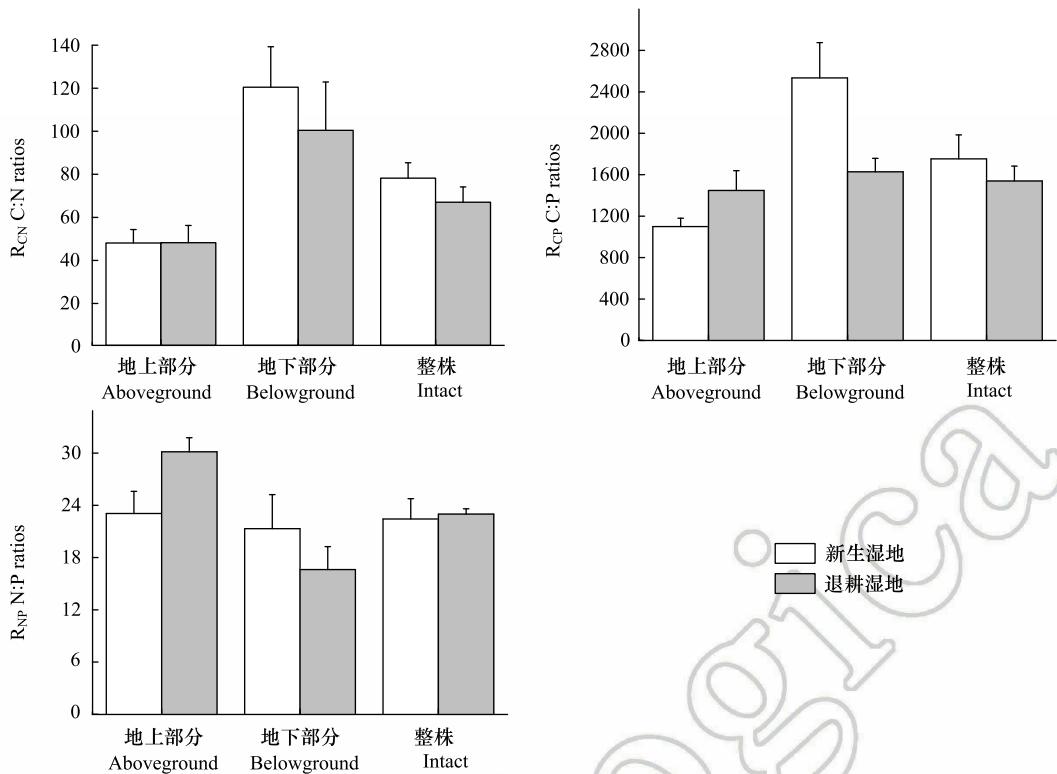 140
120
100
80
60
40
20
0
R_CN C:N ratios
地上部分 地下部分 整株
Aboveground Belowground Intact
2800
2400
2000
1600
1200
800
400
0
R_CP C:P ratios
地上部分 地下部分 整株
Aboveground Belowground Intact
30
24
18
12
6
0
R_NP N:P ratios
地上部分 地下部分 整株
Aboveground Belowground Intact
新生湿地
退耕湿地
ogica